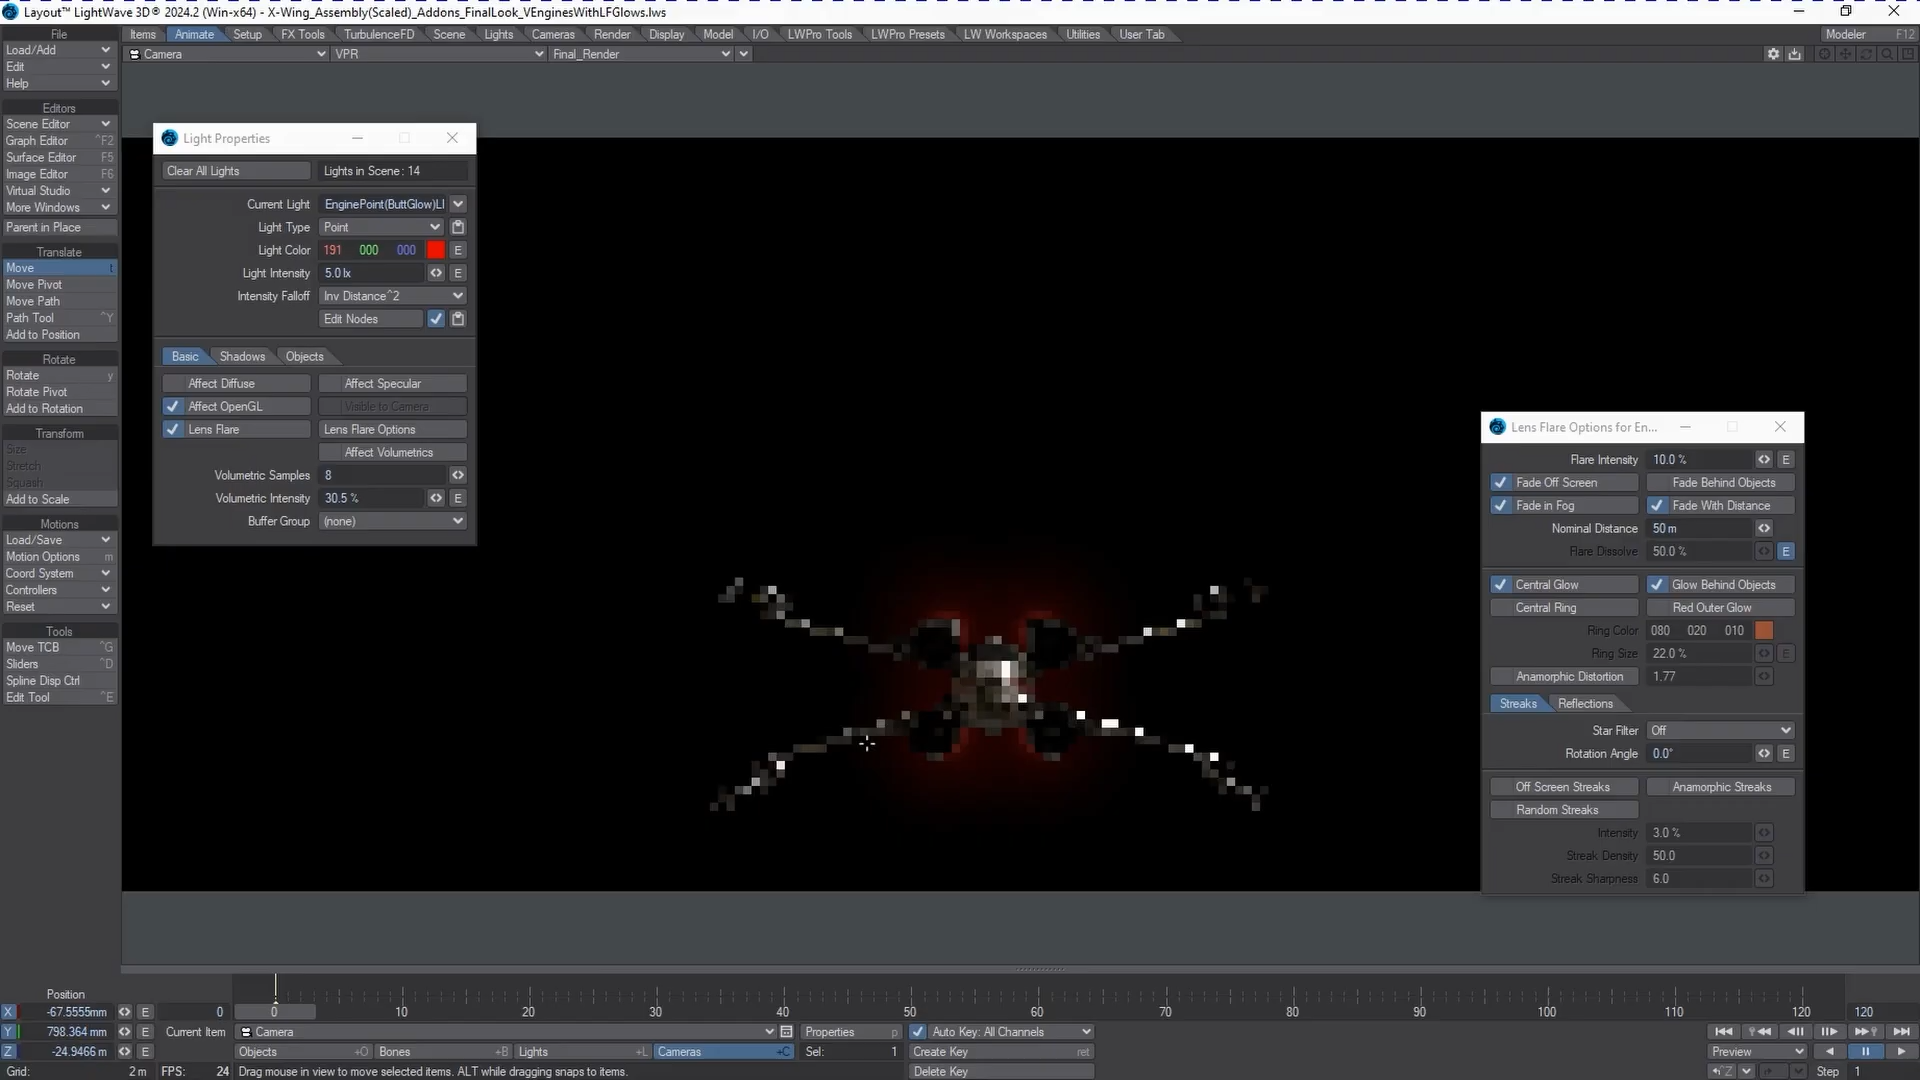 Layout™ LightWave 3D® 2024.2 (Win-x64) - X-Wing_Assembly(Scaled)_Addons_FinalLook_VEnginesWithLFGlows.lws
File Items Animate Setup FX Tools TurbulenceFD Scene Lights Cameras Render Display Model I/O LWPro Tools LWPro Presets LW Workspaces Utilities User Tab Modeler F12
Load/Add Camera VPR Final_Render
Edit
Help
Editors
Scene Editor
Graph Editor ^F2
Surface Editor F5
Image Editor F6
Virtual Studio
More Windows
Parent in Place
Translate
Move t
Move Pivot
Move Path
Path Tool ^Y
Add to Position
Rotate
Rotate y
Rotate Pivot
Add to Rotation
Transform
Size
Stretch
Squash
Add to Scale
Motions
Load/Save
Motion Options m
Coord System
Controllers
Reset
Tools
Move TCB ^G
Sliders ^D
Spline Disp Ctrl
Edit Tool ^E
Light Properties
Clear All Lights Lights in Scene: 14
Current Light EnginePoint(ButtGlow)LI
Light Type Point
Light Color 191 000 000 E
Light Intensity 5.0 lx E
Intensity Falloff Inv Distance^2
Edit Nodes
Basic Shadows Objects
Affect Diffuse Affect Specular
Affect OpenGL Visible to Camera
Lens Flare Lens Flare Options
Affect Volumetrics
Volumetric Samples 8
Volumetric Intensity 30.5 % E
Buffer Group (none)
Lens Flare Options for En...
Flare Intensity 10.0 % E
Fade Off Screen Fade Behind Objects
Fade in Fog Fade With Distance
Nominal Distance 50 m
Flare Dissolve 50.0 % E
Central Glow Glow Behind Objects
Central Ring Red Outer Glow
Ring Color 080 020 010
Ring Size 22.0 % E
Anamorphic Distortion 1.77
Streaks Reflections
Star Filter Off
Rotation Angle 0.0° E
Off Screen Streaks Anamorphic Streaks
Random Streaks
Intensity 3.0 %
Streak Density 50.0
Streak Sharpness 6.0
Position
X -67.5555mm E 0 0 10 20 30 40 50 60 70 80 90 100 110 120 120
Y 798.364 mm E Current Item Camera Properties p Auto Key: All Channels
Z -24.9466 m E Objects +O Bones +B Lights +L Cameras +C Sel: 1 Create Key ret Preview
Grid: 2 m FPS: 24 Drag mouse in view to move selected items. ALT while dragging snaps to items. Delete Key ^Z Step 1